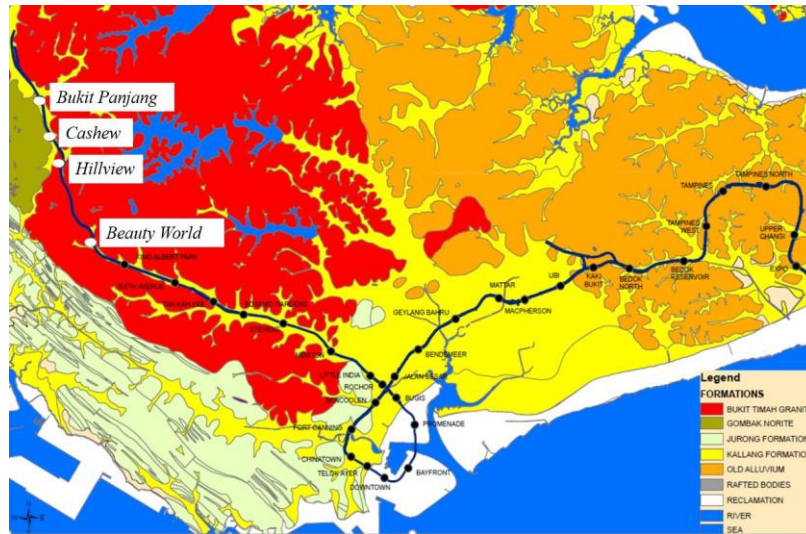 Bukit Panjang
Cashew
Hillview
Beauty World
KING ALBERT PARK
SIXTH AVENUE
TAN KAH KEE
BOTANIC GARDENS
STEVENS
NEWTON
LITTLE INDIA
ROCHOR
BENCOOLEN
FORT CANNING
CHINATOWN
TELOK AYER
DOWNTOWN
BAYFRONT
PROMENADE
BUGIS
JALAN BESAR
BENDEMEER
GEYLANG BAHRU
MATTAR
MACPHERSON
UBI
KAKI
BUKIT
BEDOK
NORTH
BEDOK
RESERVOIR
TAMPINES
WEST
TAMPINES
TAMPINES NORTH
UPPER
CHANGI
EXPO
Legend
FORMATIONS
BUKIT TIMAH GRANIT
GOMBAK NORITE
JURONG FORMATION
KALLANG FORMATION
OLD ALLUVIUM
RAFTED BODIES
RECLAMATION
RIVER
SEA